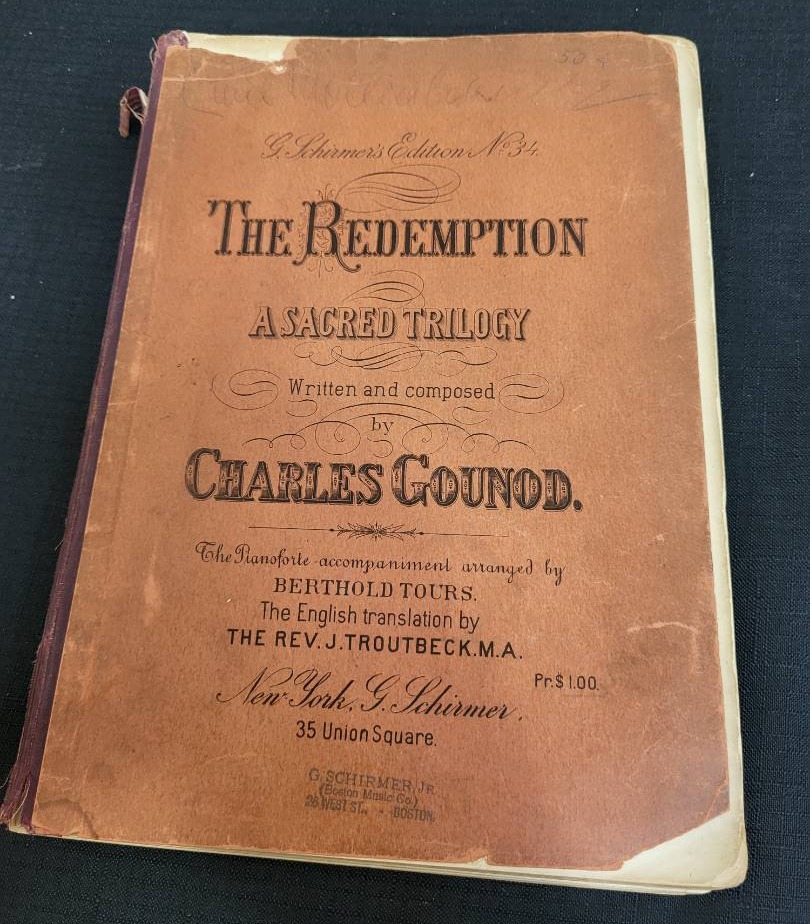 G. Schirmer's Edition No. 34.
THE REDEMPTION
A SACRED TRILOGY
Written and composed
by
CHARLES GOUNOD.
The Pianoforte accompaniment arranged by
BERTHOLD TOURS.
The English translation by
THE REV. J. TROUTBECK. M.A.
Pr. $1.00.
New-York, G. Schirmer.
35 Union Square.
G. SCHIRMER, JR
(Boston Music Co.)
26 WEST ST., - - BOSTON.